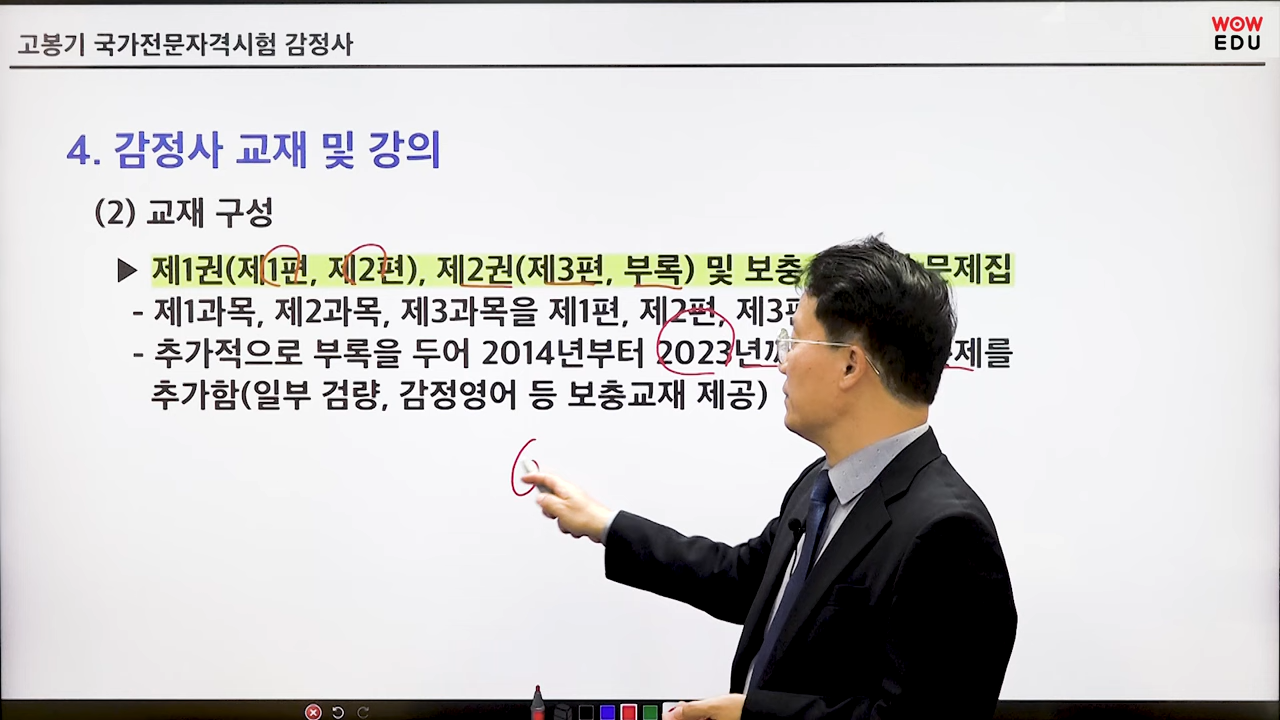 고봉기 국가전문자격시험 감정사
WOW
EDU
4. 감정사 교재 및 강의
(2) 교재 구성
▶ 제1권(제1편, 제2편), 제2권(제3편, 부록) 및 보충 문제집
- 제1과목, 제2과목, 제3과목을 제1편, 제2편, 제3편
- 추가적으로 부록을 두어 2014년부터 2023년까 제를
추가함(일부 검량, 감정영어 등 보충교재 제공)